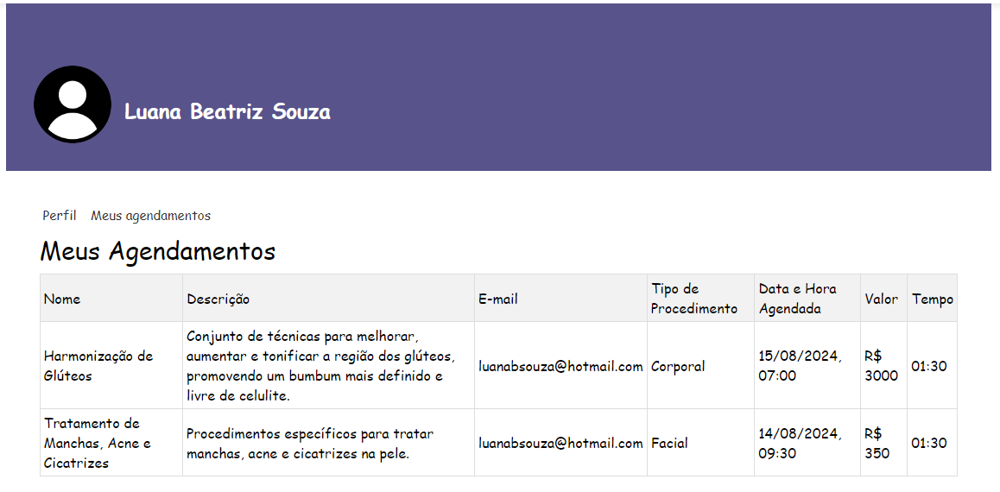 Luana Beatriz Souza
Perfil Meus agendamentos
Meus Agendamentos
Nome Descrição E-mail Tipo de Procedimento Data e Hora Agendada Valor Tempo
Harmonização de Glúteos Conjunto de técnicas para melhorar, aumentar e tonificar a região dos glúteos, promovendo um bumbum mais definido e livre de celulite. luanabsouza@hotmail.com Corporal 15/08/2024, 07:00 R$ 3000 01:30
Tratamento de Manchas, Acne e Cicatrizes Procedimentos específicos para tratar manchas, acne e cicatrizes na pele. luanabsouza@hotmail.com Facial 14/08/2024, 09:30 R$ 350 01:30